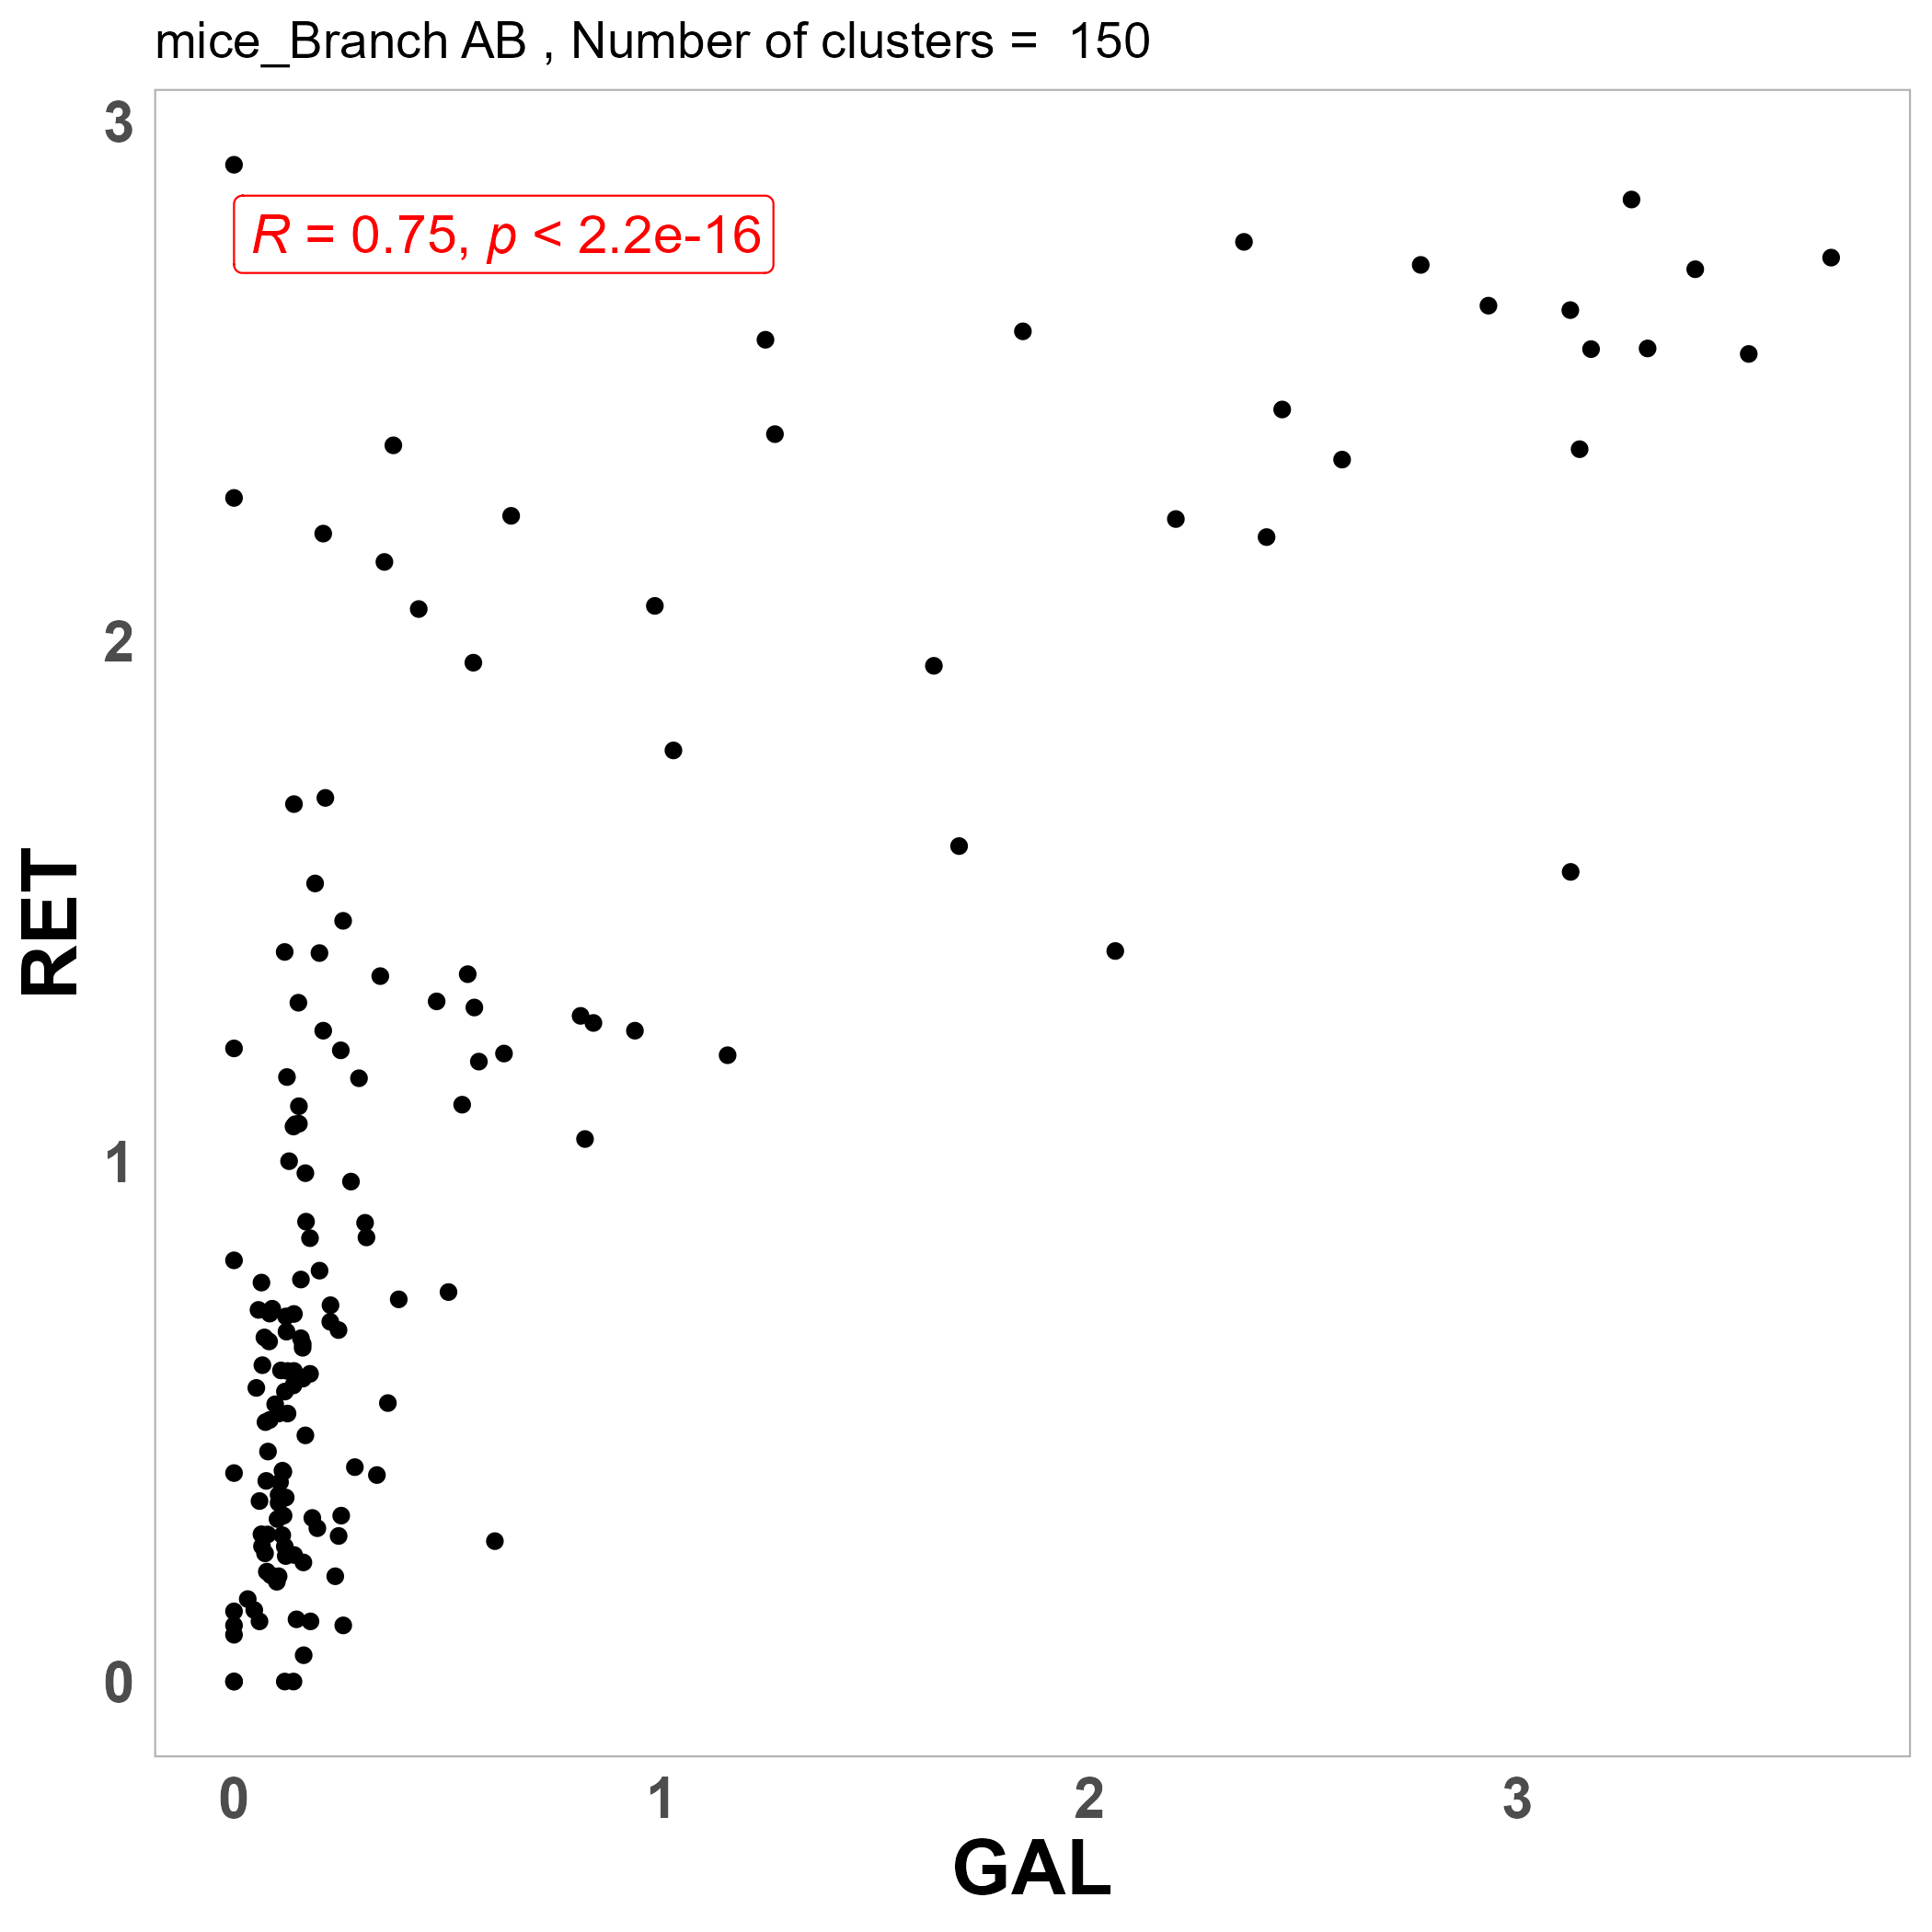 mice_Branch AB , Number of clusters =  150
3
R = 0.75, p < 2.2e-16
2
RET
1
0
0 1 2 3
GAL